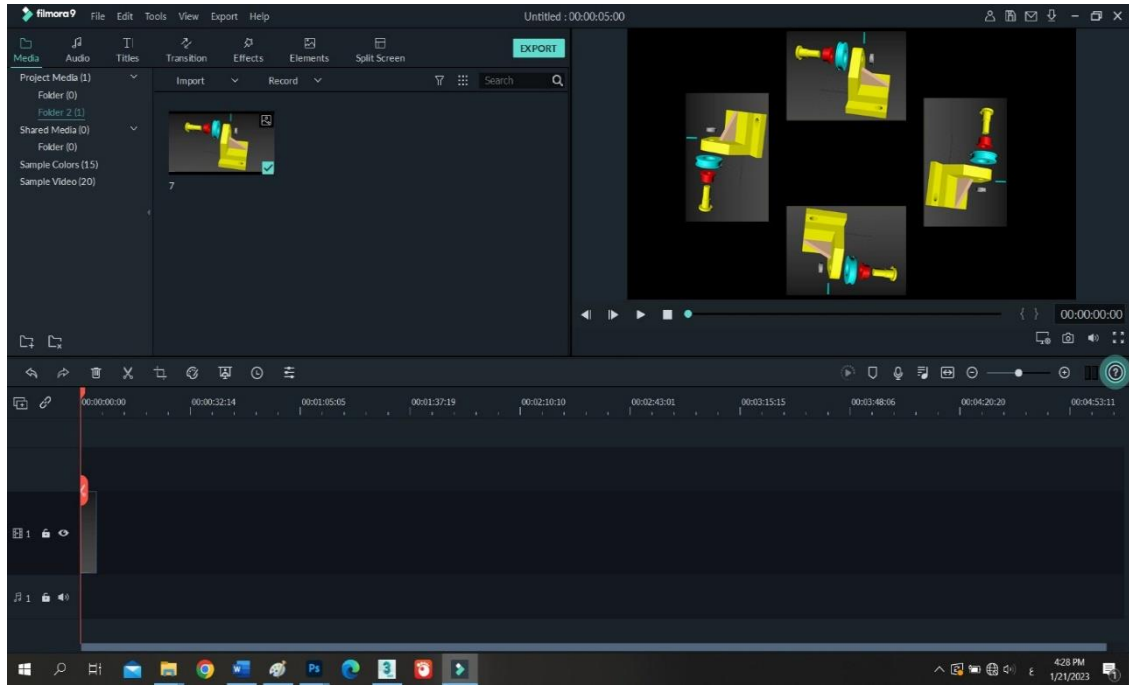 filmora9 File Edit Tools View Export Help Untitled : 00:00:05:00
Media Audio Titles Transition Effects Elements Split Screen EXPORT
Project Media (1) Import Record Search
Folder (0)
Folder 2 (1)
Shared Media (0)
Folder (0)
Sample Colors (15)
Sample Video (20)
7
00:00:00:00
00:00:00:00 00:00:32:14 00:01:05:05 00:01:37:19 00:02:10:10 00:02:43:01 00:03:15:15 00:03:48:06 00:04:20:20 00:04:53:11
1
1
W Ps 3 ع 4:28 PM
1/21/2023 1